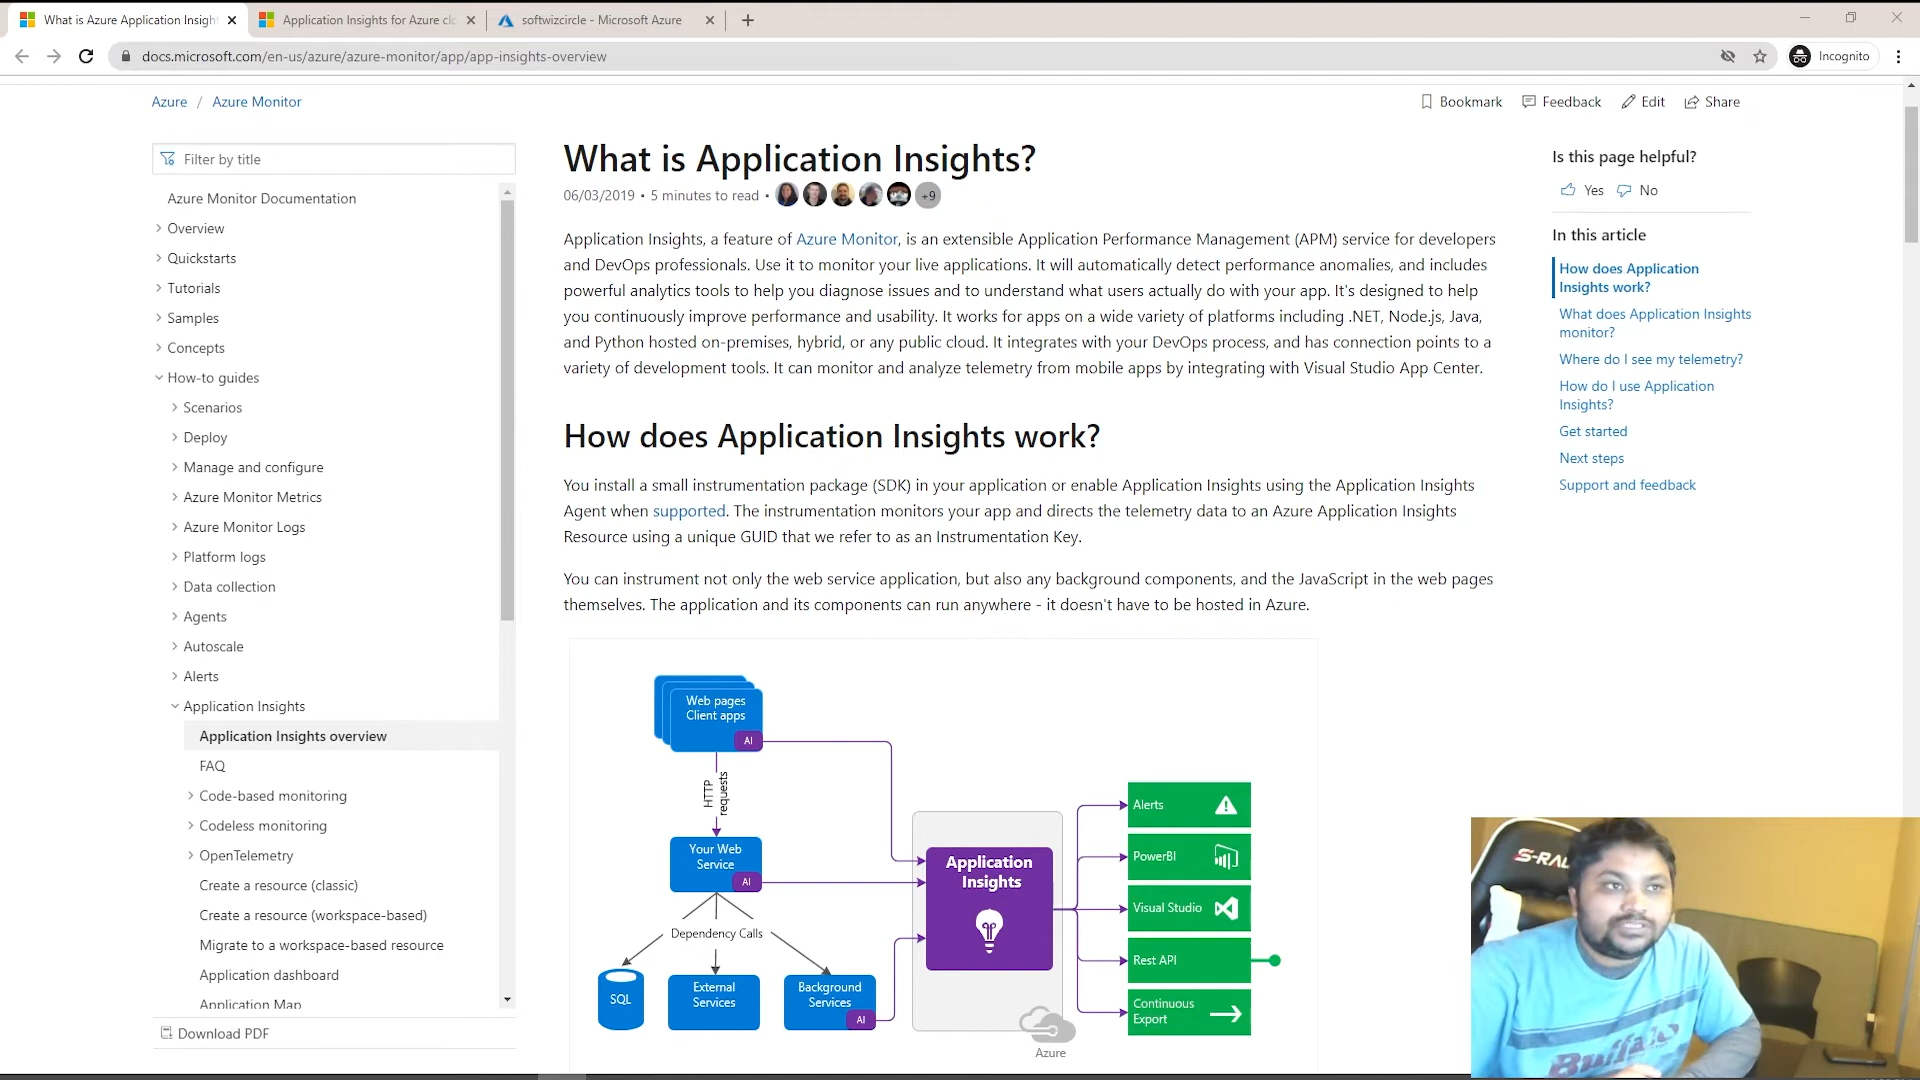 What is Azure Application Insigh
Application Insights for Azure clo
softwizcircle - Microsoft Azure
docs.microsoft.com/en-us/azure/azure-monitor/app/app-insights-overview
Incognito
Azure / Azure Monitor
Bookmark
Feedback
Edit
Share
Filter by title
Azure Monitor Documentation
Overview
Quickstarts
Tutorials
Samples
Concepts
How-to guides
Scenarios
Deploy
Manage and configure
Azure Monitor Metrics
Azure Monitor Logs
Platform logs
Data collection
Agents
Autoscale
Alerts
Application Insights
Application Insights overview
FAQ
Code-based monitoring
Codeless monitoring
OpenTelemetry
Create a resource (classic)
Create a resource (workspace-based)
Migrate to a workspace-based resource
Application dashboard
Application Map
Download PDF
What is Application Insights?
06/03/2019 • 5 minutes to read •
+9
Application Insights, a feature of Azure Monitor, is an extensible Application Performance Management (APM) service for developers
and DevOps professionals. Use it to monitor your live applications. It will automatically detect performance anomalies, and includes
powerful analytics tools to help you diagnose issues and to understand what users actually do with your app. It's designed to help
you continuously improve performance and usability. It works for apps on a wide variety of platforms including .NET, Node.js, Java,
and Python hosted on-premises, hybrid, or any public cloud. It integrates with your DevOps process, and has connection points to a
variety of development tools. It can monitor and analyze telemetry from mobile apps by integrating with Visual Studio App Center.
How does Application Insights work?
You install a small instrumentation package (SDK) in your application or enable Application Insights using the Application Insights
Agent when supported. The instrumentation monitors your app and directs the telemetry data to an Azure Application Insights
Resource using a unique GUID that we refer to as an Instrumentation Key.
You can instrument not only the web service application, but also any background components, and the JavaScript in the web pages
themselves. The application and its components can run anywhere - it doesn't have to be hosted in Azure.
Web pages
Client apps
AI
HTTP
requests
Your Web
Service
AI
Dependency Calls
SQL
External
Services
Background
Services
AI
Application
Insights
Azure
Alerts
PowerBI
Visual Studio
Rest API
Continuous
Export
Is this page helpful?
Yes
No
In this article
How does Application
Insights work?
What does Application Insights
monitor?
Where do I see my telemetry?
How do I use Application
Insights?
Get started
Next steps
Support and feedback
Buffalo